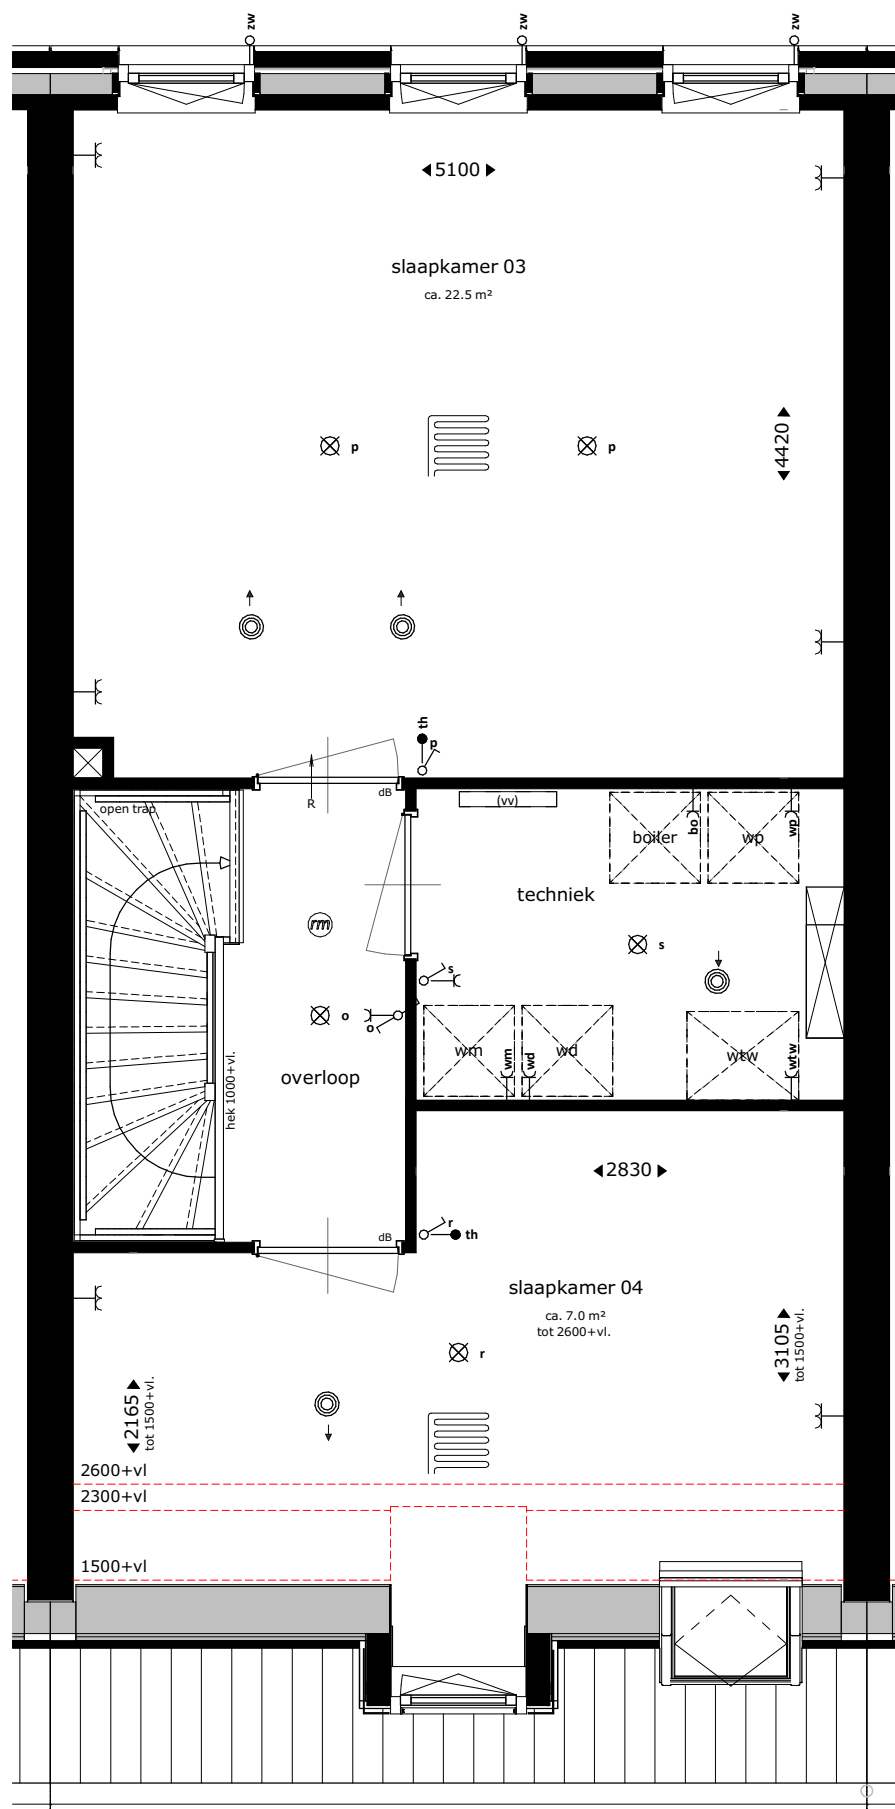 zw
zw
zw
5100
slaapkamer 03
ca. 22.5 m²
4420
p
p
th
p
R
dB
open trap
(vv)
boiler
bo
wp
wp
techniek
rm
s
s
o
o
overloop
hek 1000+vl.
wm
wm
wd
wd
wtw
wtw
2830
r
th
dB
slaapkamer 04
ca. 7.0 m²
tot 2600+vl.
r
3105
tot 1500+vl.
2165
tot 1500+vl.
2600+vl
2300+vl
1500+vl